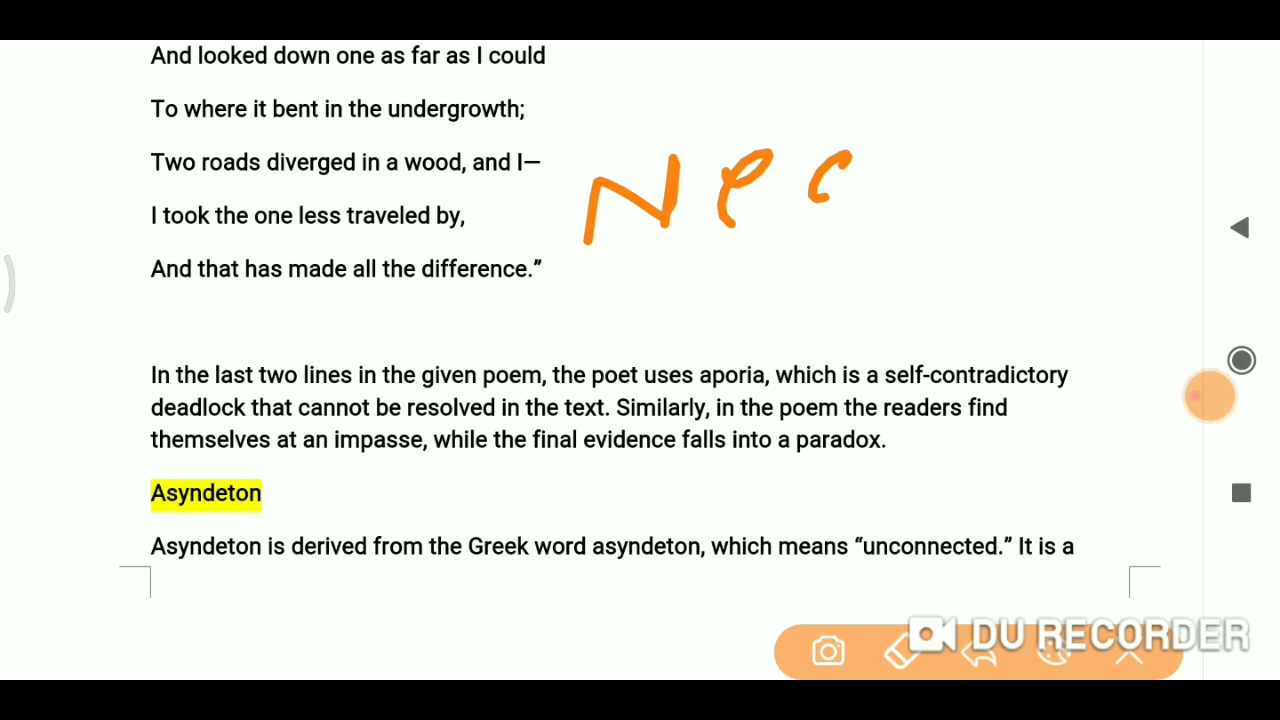 And looked down one as far as I could
To where it bent in the undergrowth;
Two roads diverged in a wood, and I—
I took the one less traveled by,
And that has made all the difference.”
In the last two lines in the given poem, the poet uses aporia, which is a self-contradictory
deadlock that cannot be resolved in the text. Similarly, in the poem the readers find
themselves at an impasse, while the final evidence falls into a paradox.
Asyndeton
Asyndeton is derived from the Greek word asyndeton, which means “unconnected.” It is a
DU RECORDER